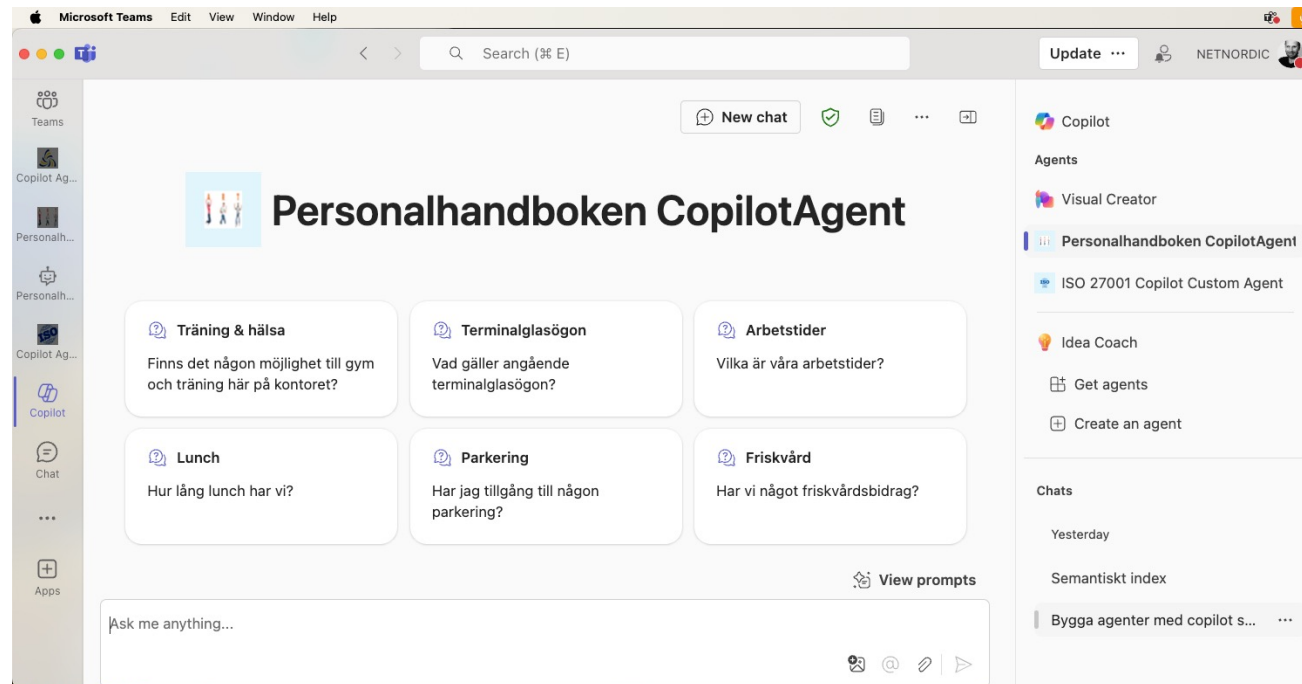 Microsoft Teams Edit View Window Help
Search (⌘ E)
Update ···
NETNORDIC
Teams
Copilot Ag...
Personalh...
Personalh...
ISO
Copilot Ag...
Copilot
Chat
Apps
New chat
Personalhandboken CopilotAgent
Träning & hälsa
Finns det någon möjlighet till gym
och träning här på kontoret?
Terminalglasögon
Vad gäller angående
terminalglasögon?
Arbetstider
Vilka är våra arbetstider?
Lunch
Hur lång lunch har vi?
Parkering
Har jag tillgång till någon
parkering?
Friskvård
Har vi något friskvårdsbidrag?
View prompts
Ask me anything...
Copilot
Agents
Visual Creator
Personalhandboken CopilotAgent
ISO 27001 Copilot Custom Agent
Idea Coach
Get agents
Create an agent
Chats
Yesterday
Semantiskt index
Bygga agenter med copilot s... ···